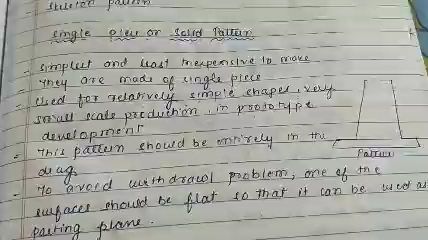 skeleton pattern
single piece or solid Pattern
- simplest and least inexpensive to make
- They are made of single piece
- Used for relatively simple shapes, very
small scale production, in prototype
development
- This pattern should be entirely in the
drag.
- To avoid withdrawl problem, one of the
surfaces should be flat so that it can be used as
parting plane.
Pattern